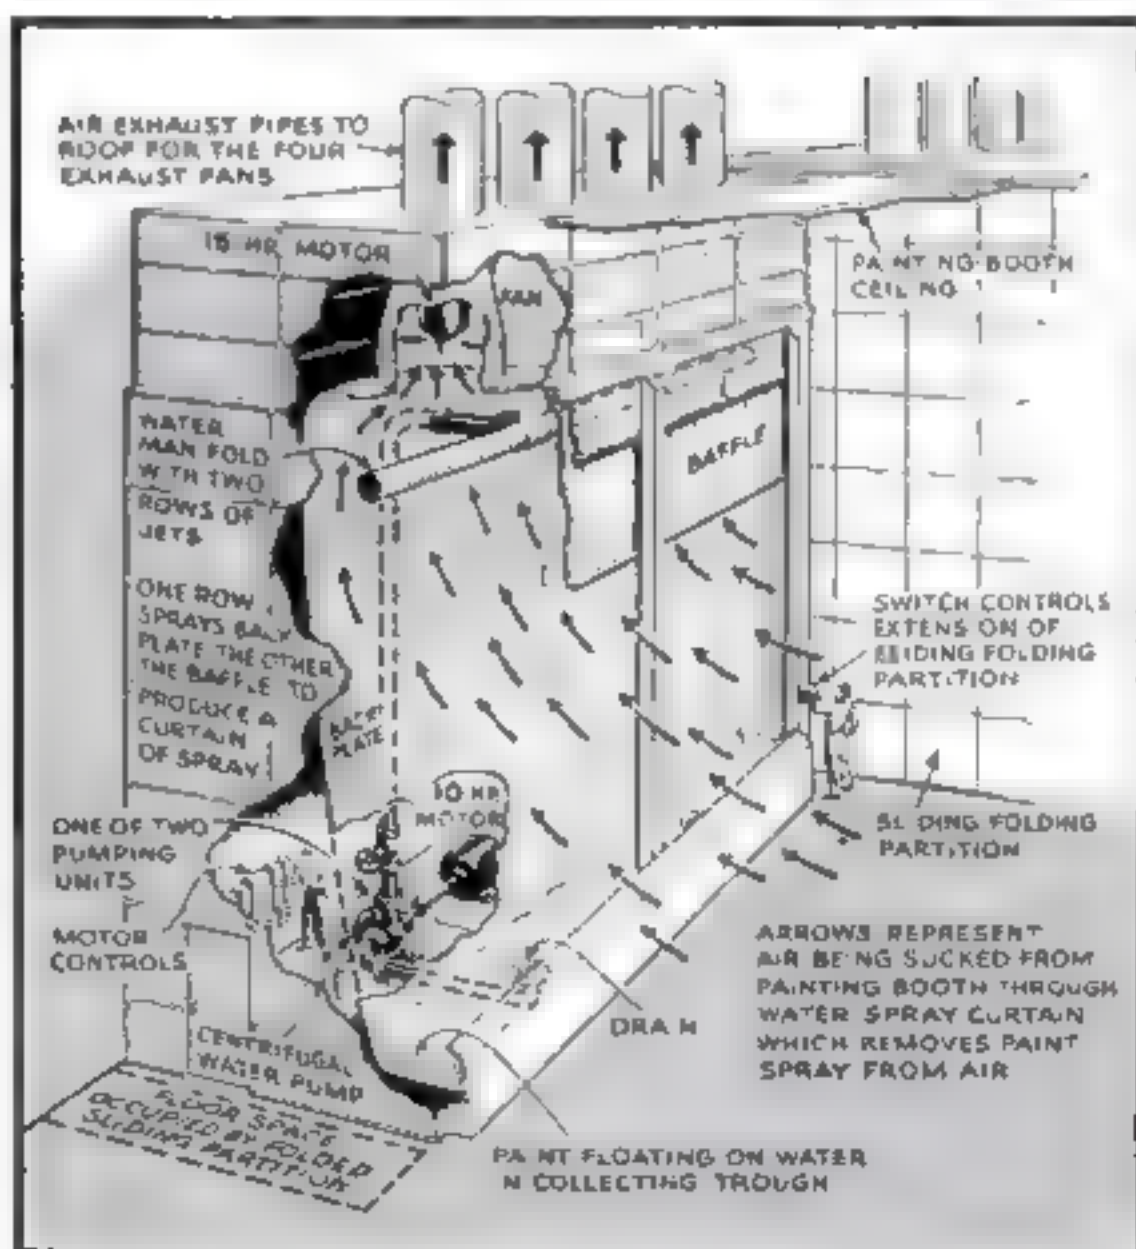 AIR EXHAUST PIPES TO
ROOF FOR THE FOUR
EXHAUST FANS
15 HP. MOTOR
FAN
PAINTING-BOOTH
CEILING
WATER
MANIFOLD
WITH TWO
ROWS OF
JETS
BAFFLE
ONE ROW
SPRAYS BACK
PLATE THE OTHER
THE BAFFLE TO
PRODUCE A
CURTAIN
OF SPRAY
BACK
PLATE
SWITCH CONTROLS
EXTENSION OF
SLIDING FOLDING
PARTITION
10 HP
MOTOR
ONE OF TWO
PUMPING
UNITS
SLIDING FOLDING
PARTITION
MOTOR
CONTROLS
ARROWS REPRESENT
AIR BEING SUCKED FROM
PAINTING BOOTH THROUGH
WATER SPRAY CURTAIN
WHICH REMOVES PAINT
SPRAY FROM AIR
DRAIN
CENTRIFUGAL
WATER PUMP
FLOOR SPACE
OCCUPIED BY FOLDED
SLIDING PARTITION
PAINT FLOATING ON WATER
IN COLLECTING TROUGH